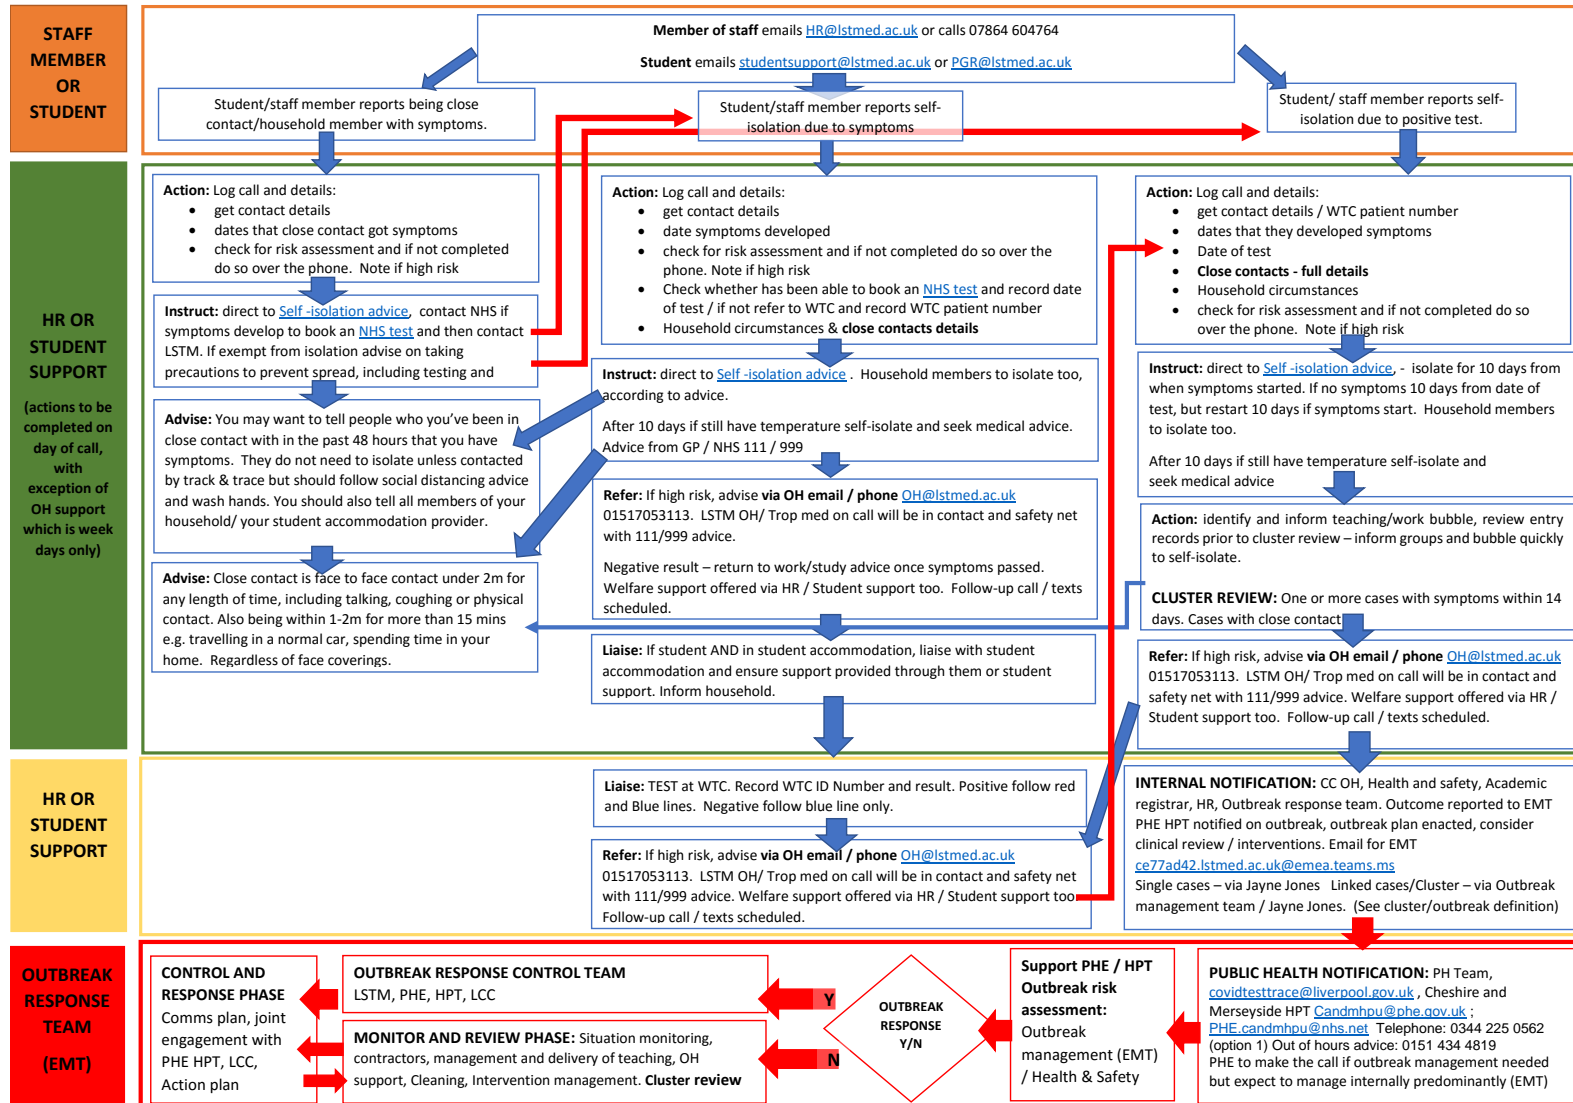 STAFF
MEMBER
OR
STUDENT
Member of staff emails HR@lstmed.ac.uk or calls 07864 604764
Student emails studentsupport@lstmed.ac.uk or PGR@lstmed.ac.uk
Student/staff member reports being close
contact/household member with symptoms.
Student/staff member reports self-
isolation due to symptoms
Student/ staff member reports self-
isolation due to positive test.
HR OR
STUDENT
SUPPORT
(actions to be
completed on
day of call,
with
exception of
OH support
which is week
days only)
Action: Log call and details:
• get contact details
• dates that close contact got symptoms
• check for risk assessment and if not completed
do so over the phone. Note if high risk
Instruct: direct to Self -isolation advice, contact NHS if
symptoms develop to book an NHS test and then contact
LSTM. If exempt from isolation advise on taking
precautions to prevent spread, including testing and
Advise: You may want to tell people who you've been in
close contact with in the past 48 hours that you have
symptoms. They do not need to isolate unless contacted
by track & trace but should follow social distancing advice
and wash hands. You should also tell all members of your
household/ your student accommodation provider.
Advise: Close contact is face to face contact under 2m for
any length of time, including talking, coughing or physical
contact. Also being within 1-2m for more than 15 mins
e.g. travelling in a normal car, spending time in your
home. Regardless of face coverings.
Action: Log call and details:
• get contact details
• date symptoms developed
• check for risk assessment and if not completed do so over the
phone. Note if high risk
• Check whether has been able to book an NHS test and record date
of test / if not refer to WTC and record WTC patient number
• Household circumstances & close contacts details
Instruct: direct to Self -isolation advice . Household members to isolate too,
according to advice.
After 10 days if still have temperature self-isolate and seek medical advice.
Advice from GP / NHS 111 / 999
Refer: If high risk, advise via OH email / phone OH@lstmed.ac.uk
01517053113. LSTM OH/ Trop med on call will be in contact and safety net
with 111/999 advice.
Negative result – return to work/study advice once symptoms passed.
Welfare support offered via HR / Student support too. Follow-up call / texts
scheduled.
Liaise: If student AND in student accommodation, liaise with student
accommodation and ensure support provided through them or student
support. Inform household.
Action: Log call and details:
• get contact details / WTC patient number
• dates that they developed symptoms
• Date of test
• Close contacts - full details
• Household circumstances
• check for risk assessment and if not completed do so
over the phone. Note if high risk
Instruct: direct to Self -isolation advice, - isolate for 10 days from
when symptoms started. If no symptoms 10 days from date of
test, but restart 10 days if symptoms start. Household members
to isolate too.
After 10 days if still have temperature self-isolate and
seek medical advice
Action: identify and inform teaching/work bubble, review entry
records prior to cluster review – inform groups and bubble quickly
to self-isolate.
CLUSTER REVIEW: One or more cases with symptoms within 14
days. Cases with close contact
Refer: If high risk, advise via OH email / phone OH@lstmed.ac.uk
01517053113. LSTM OH/ Trop med on call will be in contact and
safety net with 111/999 advice. Welfare support offered via HR /
Student support too. Follow-up call / texts scheduled.
HR OR
STUDENT
SUPPORT
Liaise: TEST at WTC. Record WTC ID Number and result. Positive follow red
and Blue lines. Negative follow blue line only.
Refer: If high risk, advise via OH email / phone OH@lstmed.ac.uk
01517053113. LSTM OH/ Trop med on call will be in contact and safety net
with 111/999 advice. Welfare support offered via HR / Student support too
Follow-up call / texts scheduled.
INTERNAL NOTIFICATION: CC OH, Health and safety, Academic
registrar, HR, Outbreak response team. Outcome reported to EMT
PHE HPT notified on outbreak, outbreak plan enacted, consider
clinical review / interventions. Email for EMT
ce77ad42.lstmed.ac.uk@emea.teams.ms
Single cases – via Jayne Jones Linked cases/Cluster – via Outbreak
management team / Jayne Jones. (See cluster/outbreak definition)
OUTBREAK
RESPONSE
TEAM
(EMT)
CONTROL AND
RESPONSE PHASE
Comms plan, joint
engagement with
PHE HPT, LCC,
Action plan
OUTBREAK RESPONSE CONTROL TEAM
LSTM, PHE, HPT, LCC
MONITOR AND REVIEW PHASE: Situation monitoring,
contractors, management and delivery of teaching, OH
support, Cleaning, Intervention management. Cluster review
Y
N
OUTBREAK
RESPONSE
Y/N
Support PHE / HPT
Outbreak risk
assessment:
Outbreak
management (EMT)
/ Health & Safety
PUBLIC HEALTH NOTIFICATION: PH Team,
covidtesttrace@liverpool.gov.uk , Cheshire and
Merseyside HPT Candmhpu@phe.gov.uk ;
PHE.candmhpu@nhs.net Telephone: 0344 225 0562
(option 1) Out of hours advice: 0151 434 4819
PHE to make the call if outbreak management needed
but expect to manage internally predominantly (EMT)